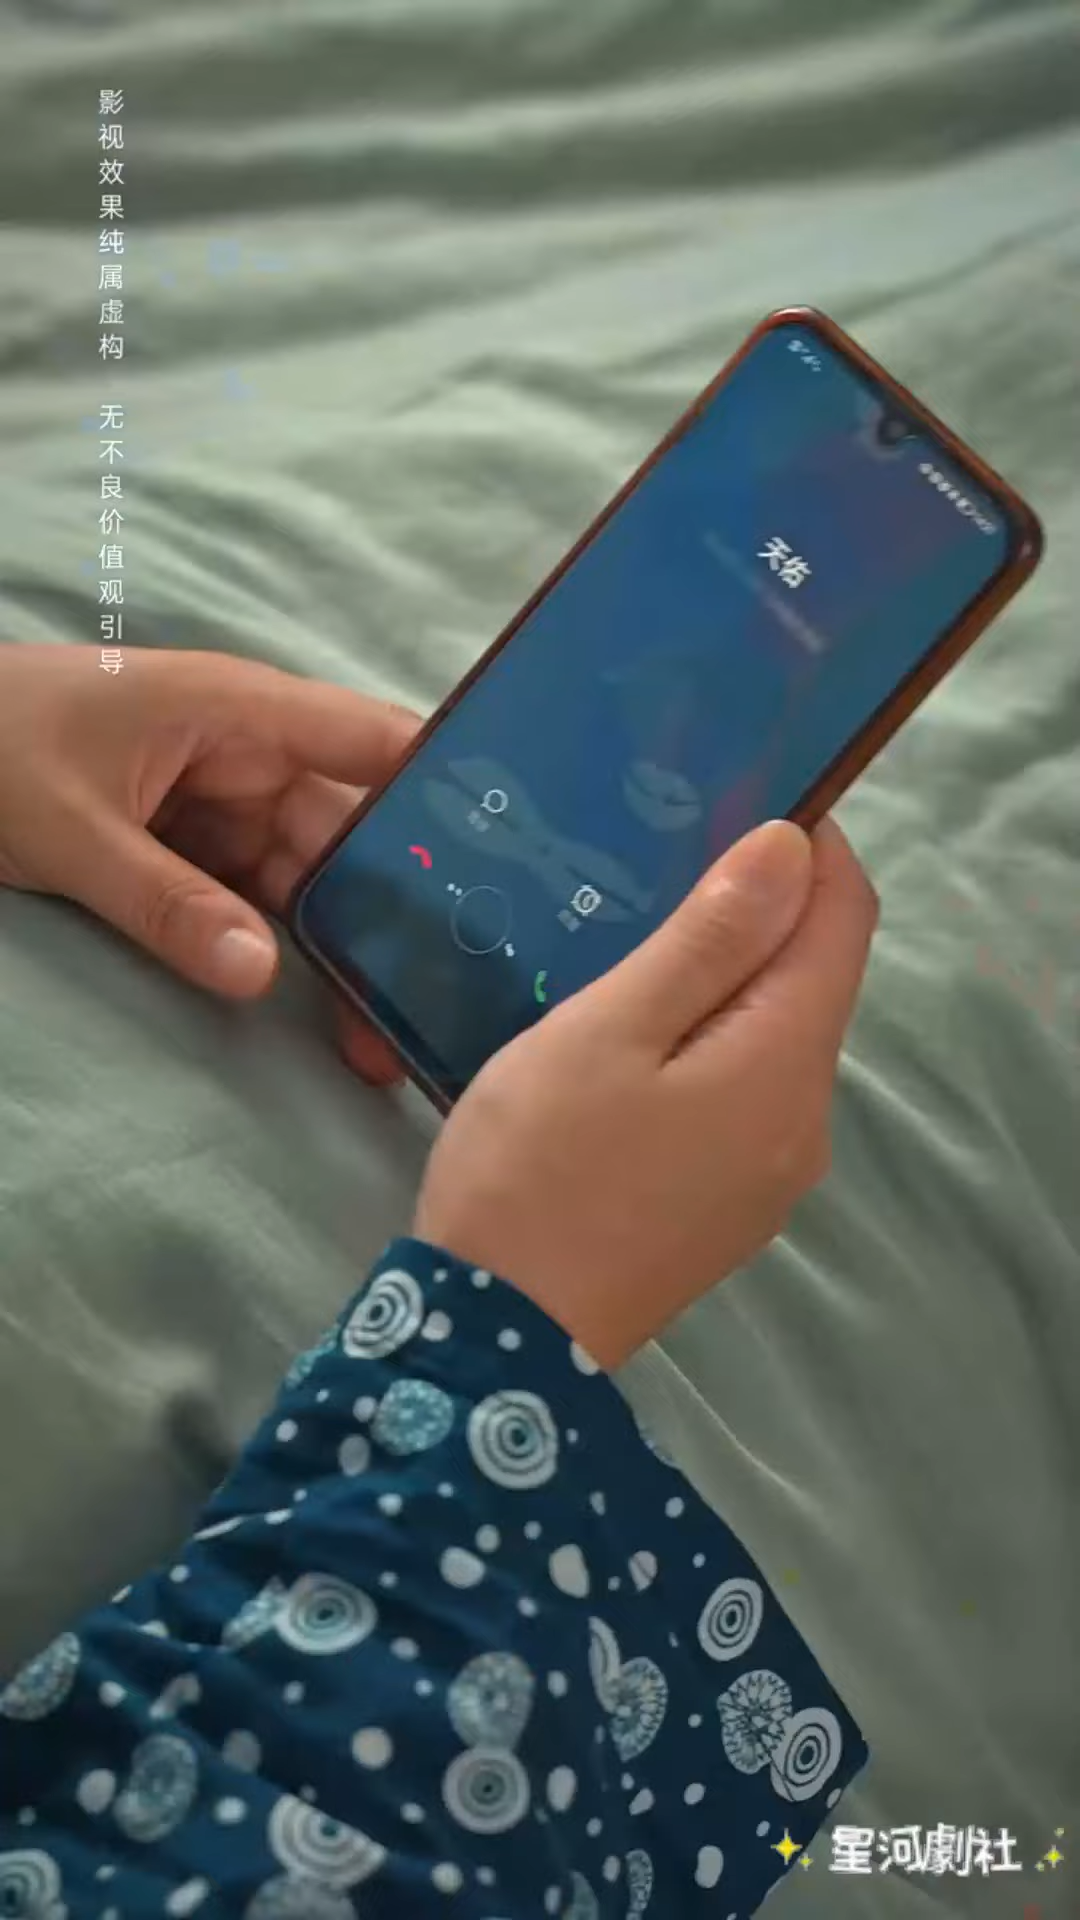 影视效果纯属虚构 无不良价值观引导
天佑
星河劇社